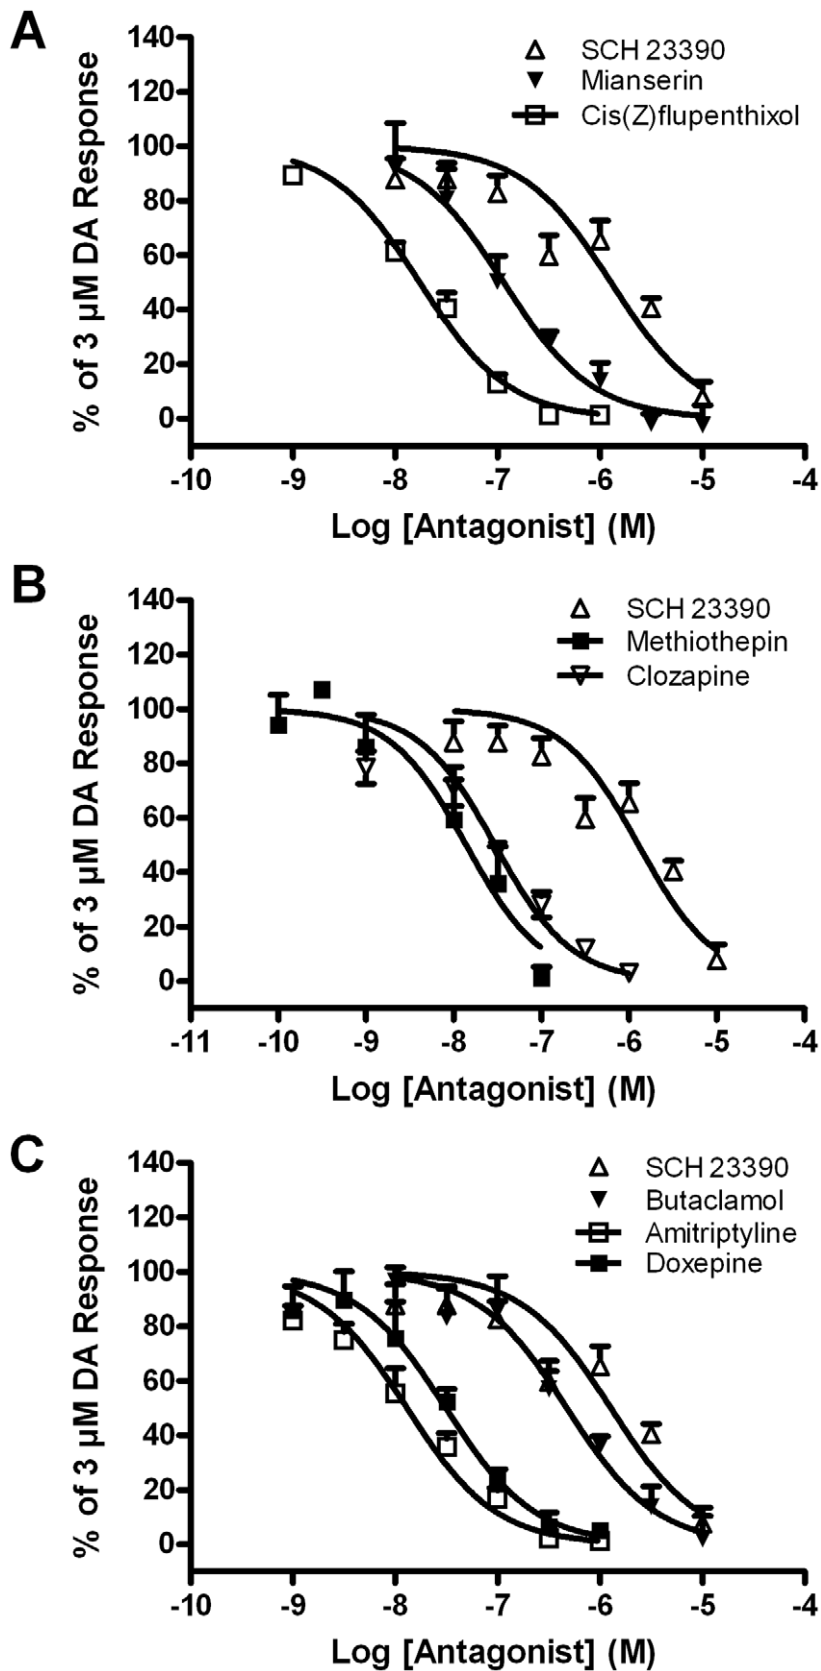 A
% of 3 µM DA Response
140
120
100
80
60
40
20
0
SCH 23390
Mianserin
Cis(Z)flupenthixol
-10 -9 -8 -7 -6 -5 -4
Log [Antagonist] (M)
B
% of 3 µM DA Response
140
120
100
80
60
40
20
0
SCH 23390
Methiothepin
Clozapine
-11 -10 -9 -8 -7 -6 -5 -4
Log [Antagonist] (M)
C
% of 3 µM DA Response
140
120
100
80
60
40
20
0
SCH 23390
Butaclamol
Amitriptyline
Doxepine
-10 -9 -8 -7 -6 -5 -4
Log [Antagonist] (M)